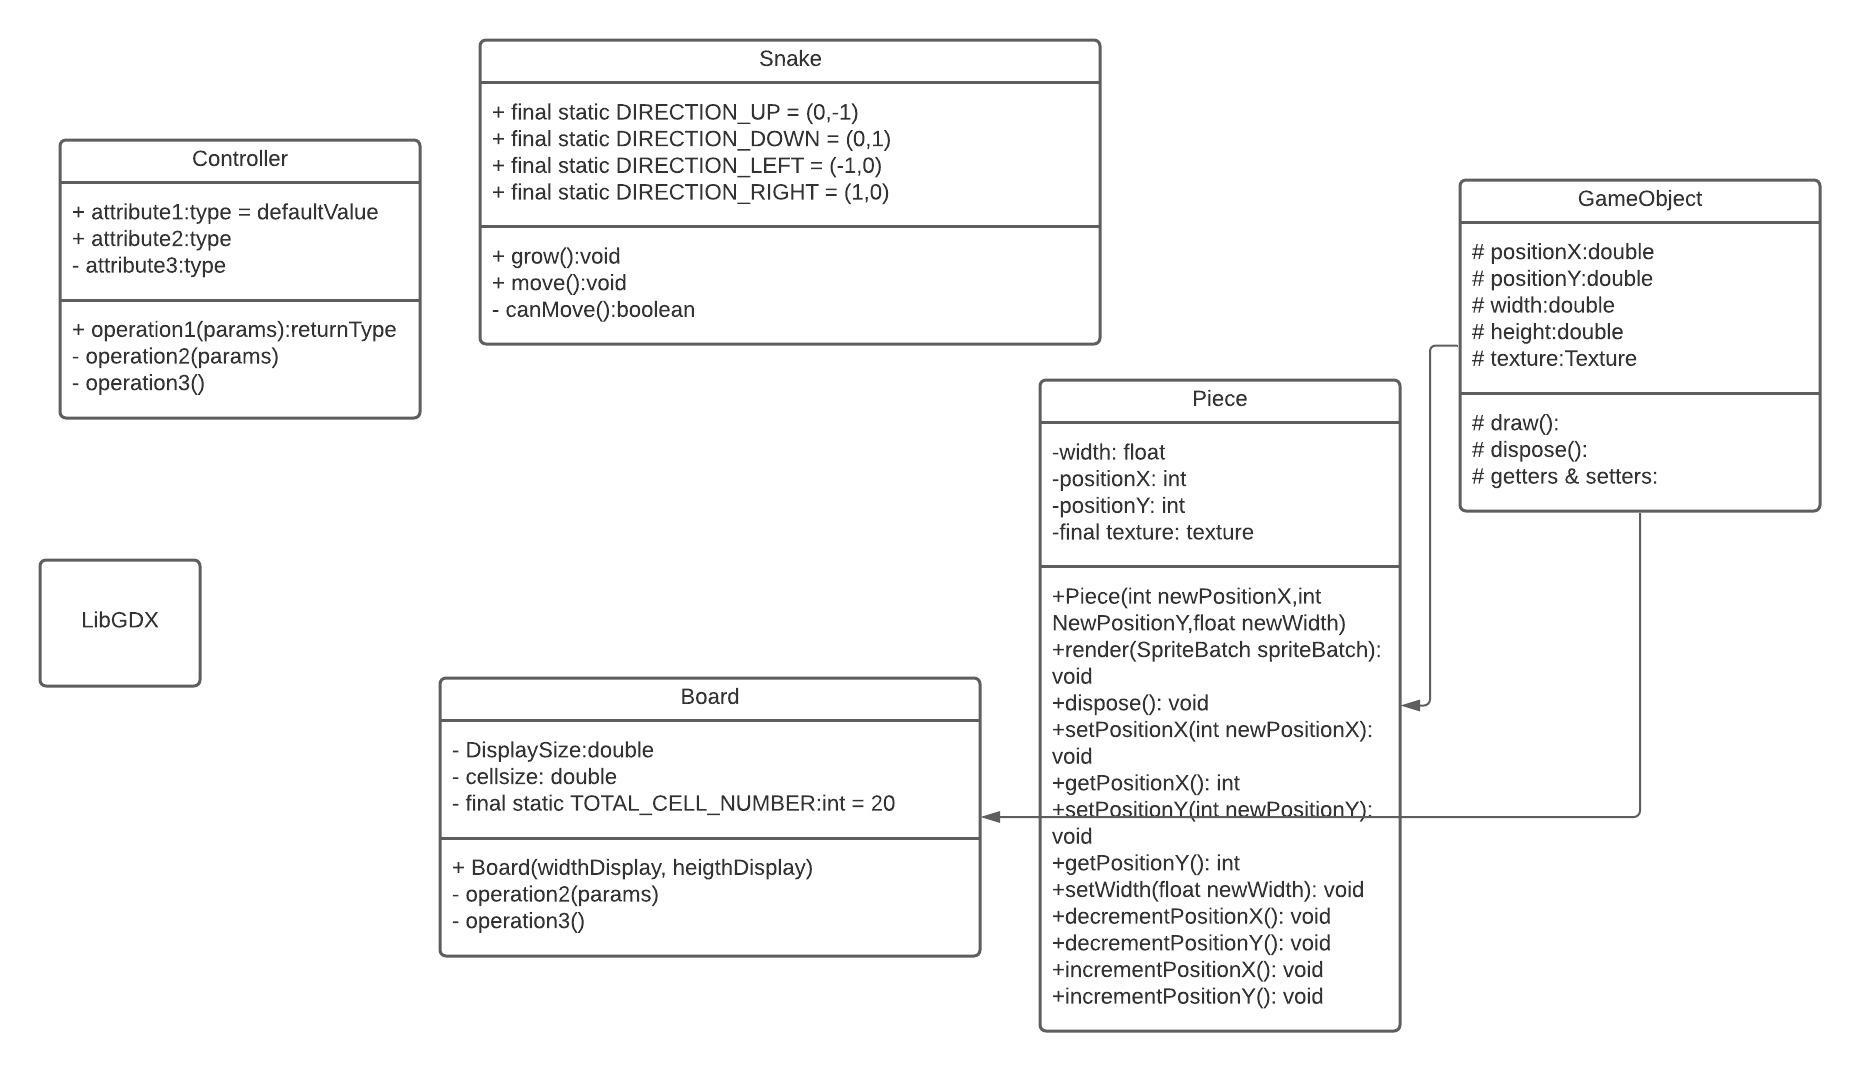 Snake
+ final static DIRECTION_UP = (0,-1)
+ final static DIRECTION_DOWN = (0,1)
+ final static DIRECTION_LEFT = (-1,0)
+ final static DIRECTION_RIGHT = (1,0)
+ grow():void
+ move():void
- canMove():boolean
Controller
+ attribute1:type = defaultValue
+ attribute2:type
- attribute3:type
+ operation1(params):returnType
- operation2(params)
- operation3()
GameObject
# positionX:double
# positionY:double
# width:double
# height:double
# texture:Texture
# draw():
# dispose():
# getters & setters:
Piece
-width: float
-positionX: int
-positionY: int
-final texture: texture
+Piece(int newPositionX,int
NewPositionY,float newWidth)
+render(SpriteBatch spriteBatch):
void
+dispose(): void
+setPositionX(int newPositionX):
void
+getPositionX(): int
+setPositionY(int newPositionY):
void
+getPositionY(): int
+setWidth(float newWidth): void
+decrementPositionX(): void
+decrementPositionY(): void
+incrementPositionX(): void
+incrementPositionY(): void
LibGDX
Board
- DisplaySize:double
- cellsize: double
- final static TOTAL_CELL_NUMBER:int = 20
+ Board(widthDisplay, heigthDisplay)
- operation2(params)
- operation3()